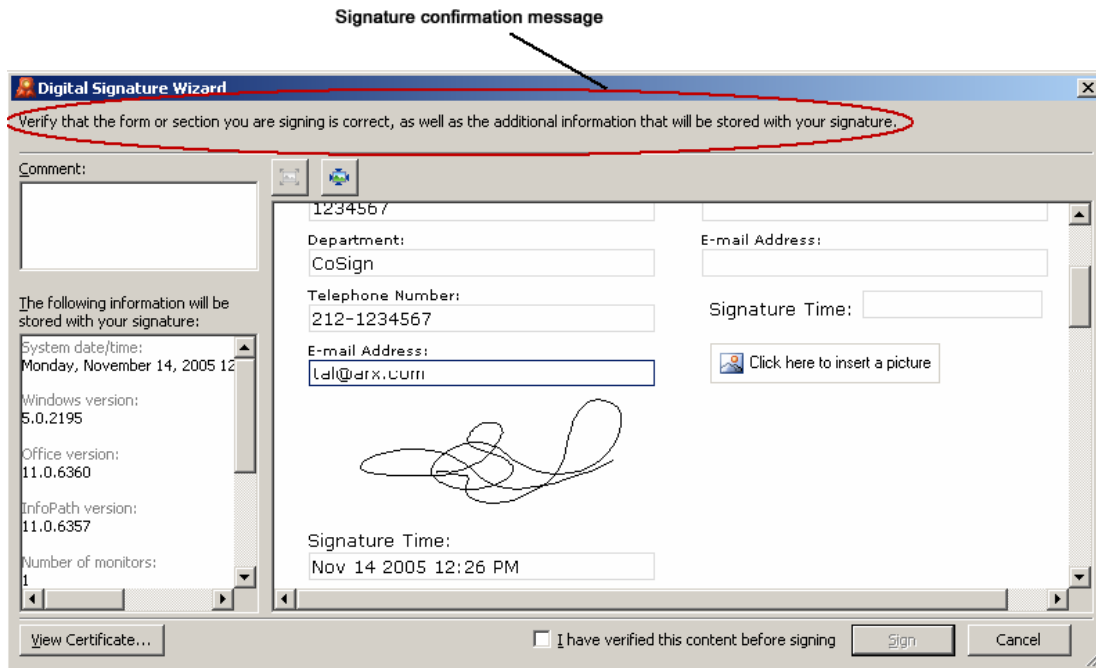 Signature confirmation message
Digital Signature Wizard
Verify that the form or section you are signing is correct, as well as the additional information that will be stored with your signature.
Comment:
The following information will be
stored with your signature:
System date/time:
Monday, November 14, 2005 12
Windows version:
5.0.2195
Office version:
11.0.6360
InfoPath version:
11.0.6357
Number of monitors:
1
1234567
Department:
CoSign
Telephone Number:
212-1234567
E-mail Address:
tal@arx.com
Signature Time:
Nov 14 2005 12:26 PM
E-mail Address:
Signature Time:
Click here to insert a picture
View Certificate...
I have verified this content before signing
Sign
Cancel